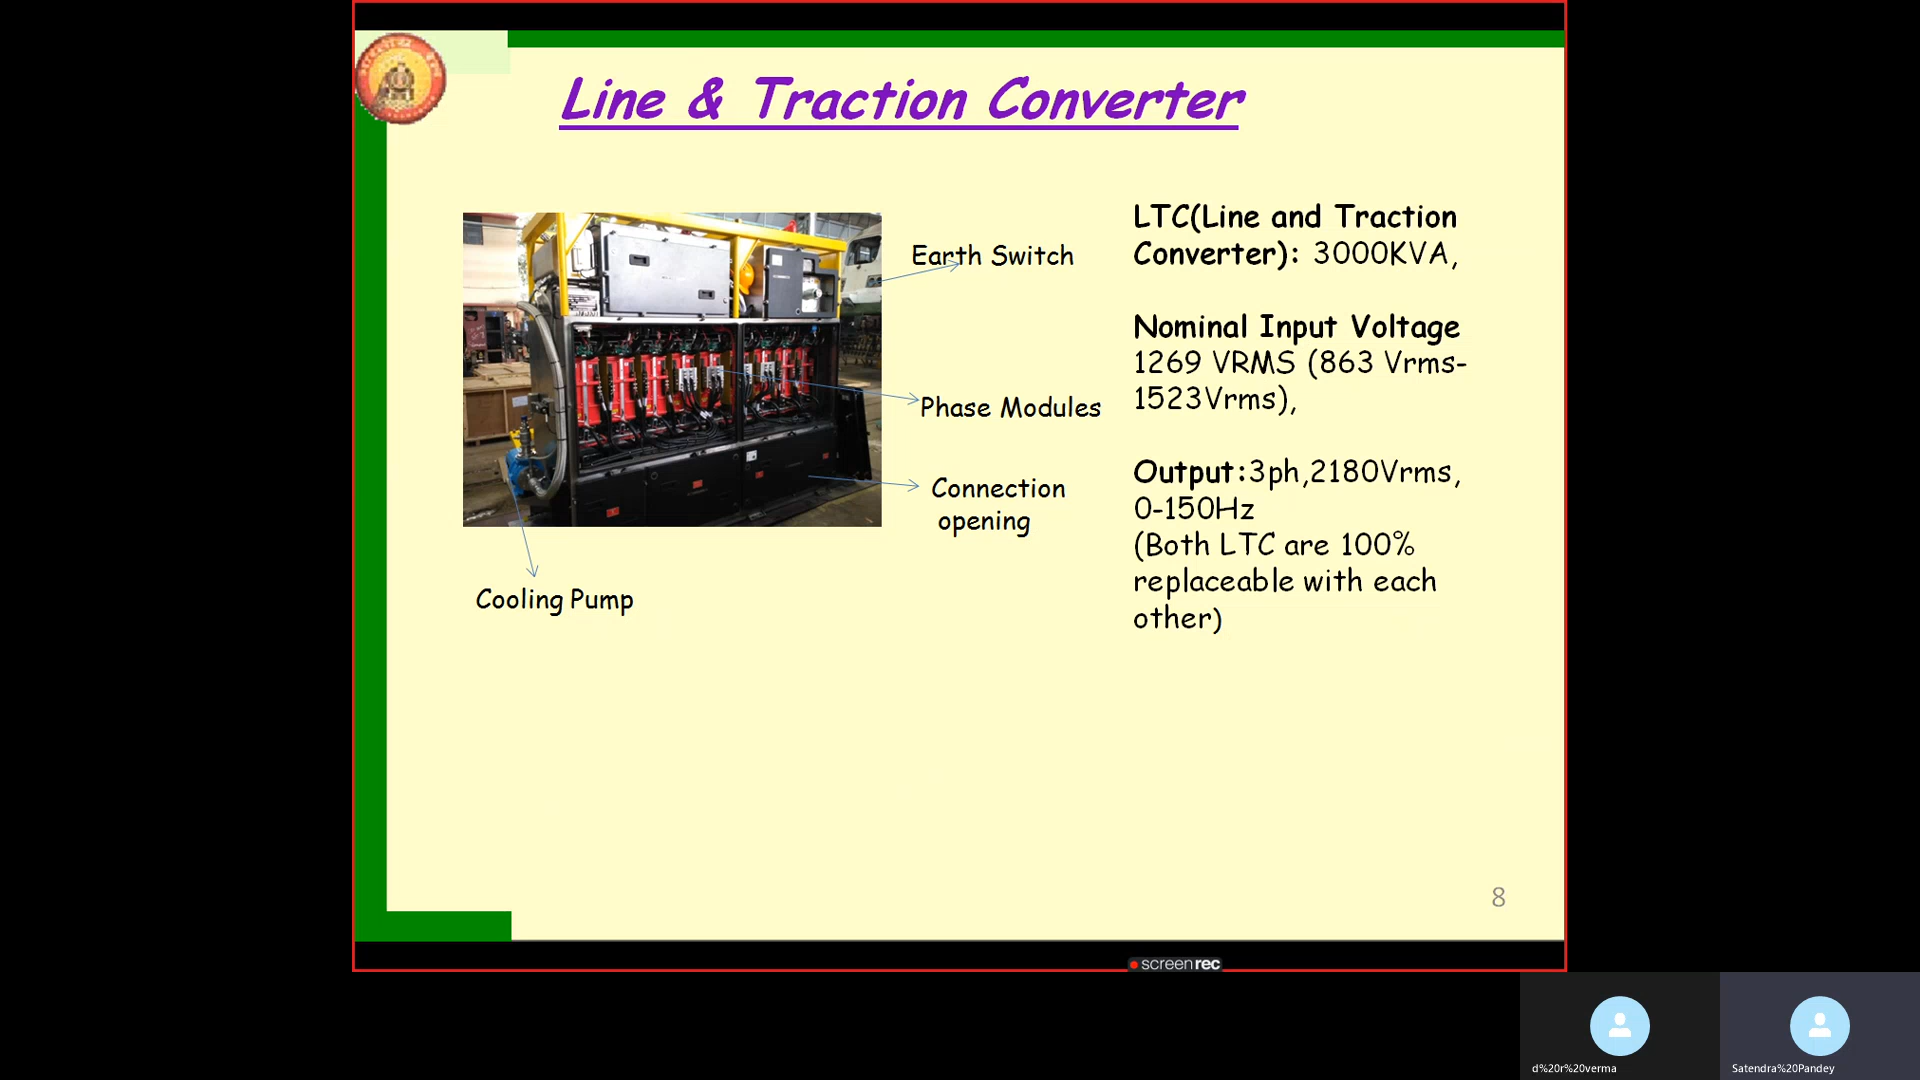 Line & Traction Converter
Earth Switch
Phase Modules
Connection
opening
Cooling Pump
LTC(Line and Traction
Converter): 3000KVA,
Nominal Input Voltage
1269 VRMS (863 Vrms-
1523Vrms),
Output:3ph,2180Vrms,
0-150Hz
(Both LTC are 100%
replaceable with each
other)
8
screenrec
d%20r%20verma
Satendra%20Pandey